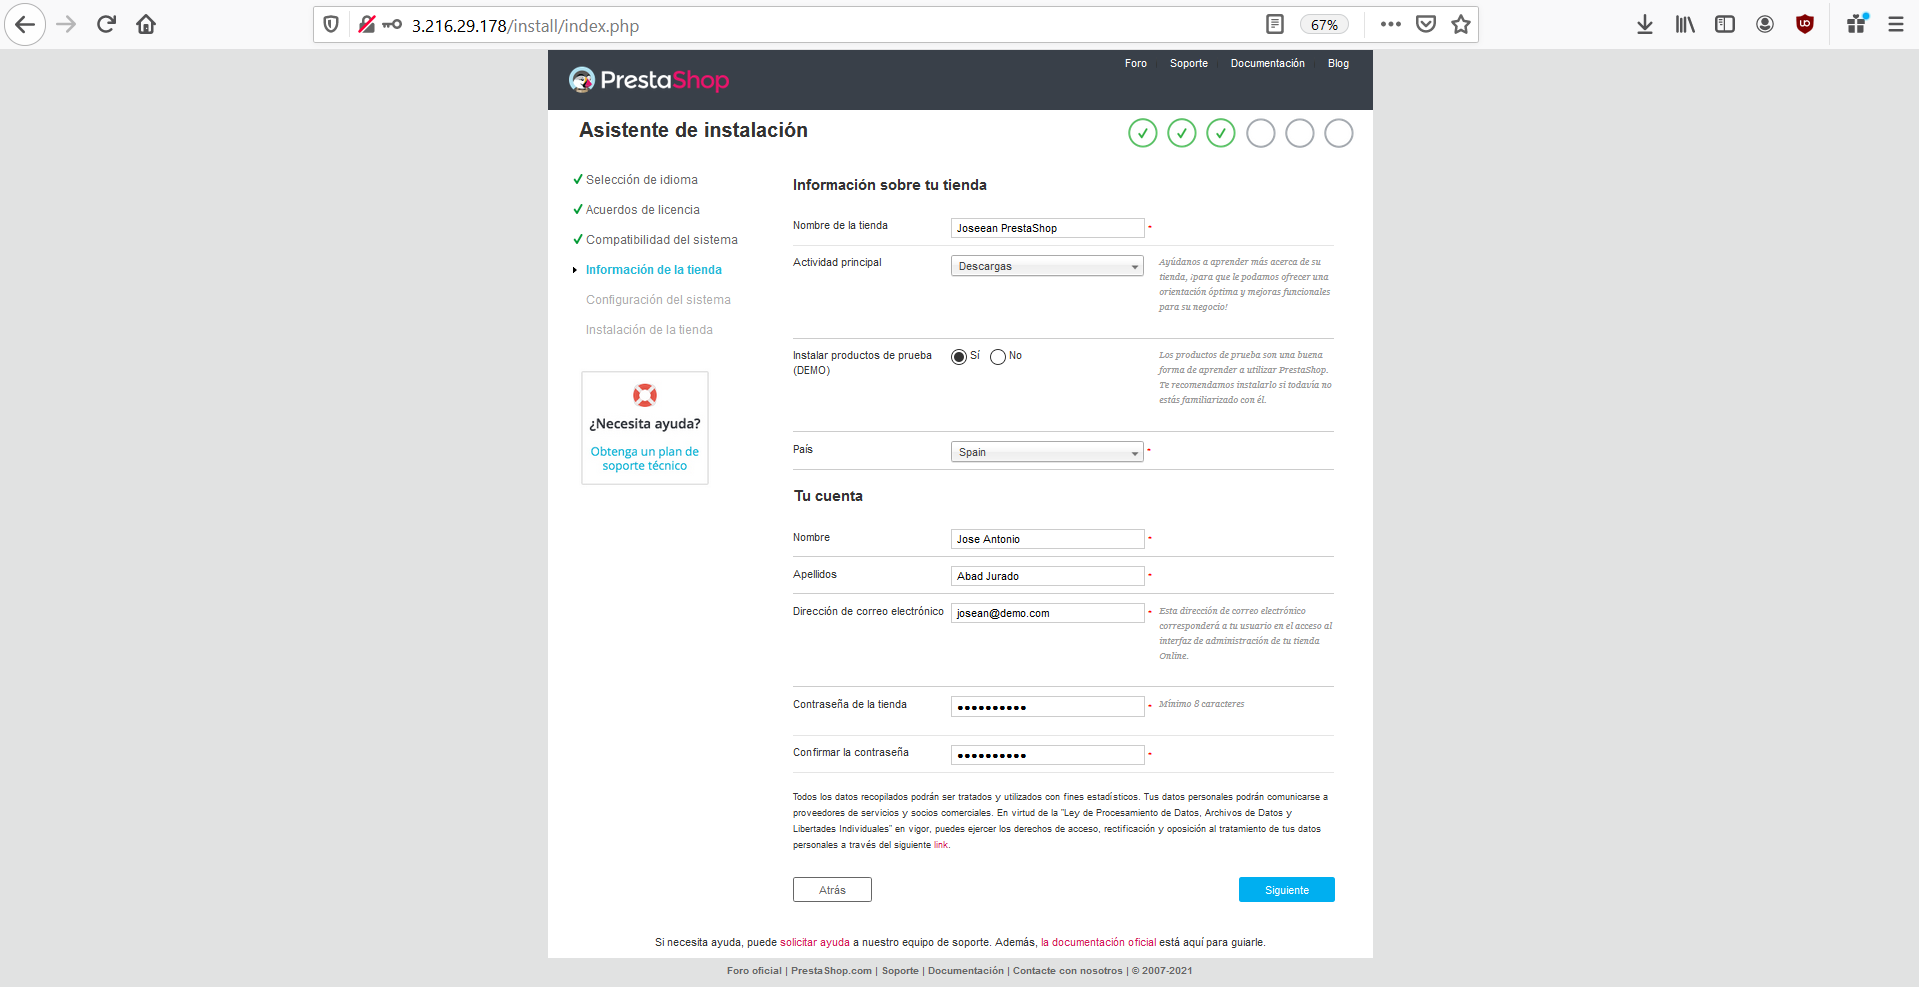 3.216.29.178/install/index.php
67%
PrestaShop
Foro Soporte Documentación Blog
Asistente de instalación
Selección de idioma
Acuerdos de licencia
Compatibilidad del sistema
Información de la tienda
Configuración del sistema
Instalación de la tienda
¿Necesita ayuda?
Obtenga un plan de
soporte técnico
Información sobre tu tienda
Nombre de la tienda Joseean PrestaShop *
Actividad principal Descargas
Ayúdanos a aprender más acerca de su
tienda, ¡para que le podamos ofrecer una
orientación óptima y mejoras funcionales
para su negocio!
Instalar productos de prueba
(DEMO)
Sí No
Los productos de prueba son una buena
forma de aprender a utilizar PrestaShop.
Te recomendamos instalarlo si todavía no
estás familiarizado con él.
País Spain *
Tu cuenta
Nombre Jose Antonio *
Apellidos Abad Jurado *
Dirección de correo electrónico josean@demo.com *
Esta dirección de correo electrónico
corresponderá a tu usuario en el acceso al
interfaz de administración de tu tienda
Online.
Contraseña de la tienda ●●●●●●●●●● * Mínimo 8 caracteres
Confirmar la contraseña ●●●●●●●●●● *
Todos los datos recopilados podrán ser tratados y utilizados con fines estadísticos. Tus datos personales podrán comunicarse a
proveedores de servicios y socios comerciales. En virtud de la "Ley de Procesamiento de Datos, Archivos de Datos y
Libertades Individuales" en vigor, puedes ejercer los derechos de acceso, rectificación y oposición al tratamiento de tus datos
personales a través del siguiente link.
Atrás Siguiente
Si necesita ayuda, puede solicitar ayuda a nuestro equipo de soporte. Además, la documentación oficial está aquí para guiarle.
Foro oficial | PrestaShop.com | Soporte | Documentación | Contacte con nosotros | © 2007-2021